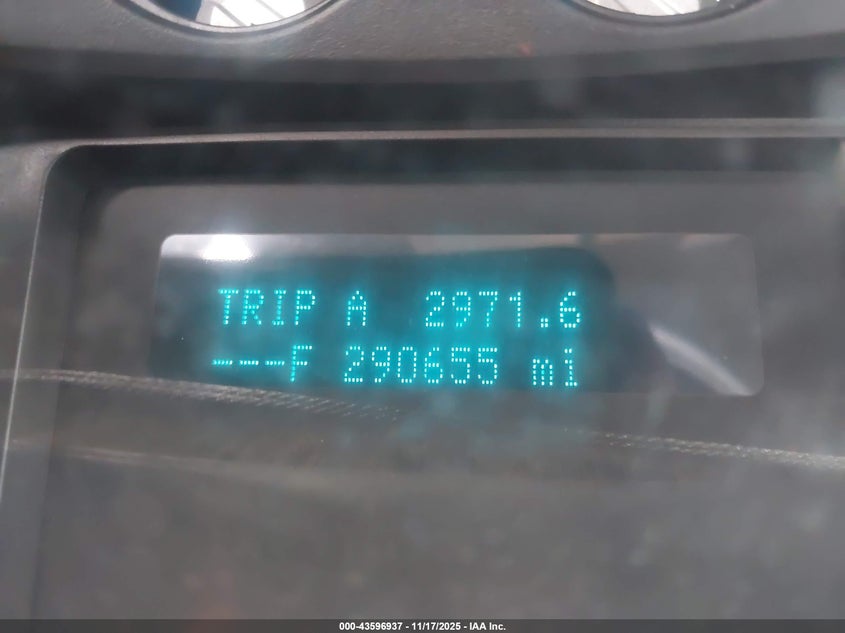 TRIP A 2971.6
---F 290655 mi
000-43596937 - 11/17/2025 - IAA Inc.